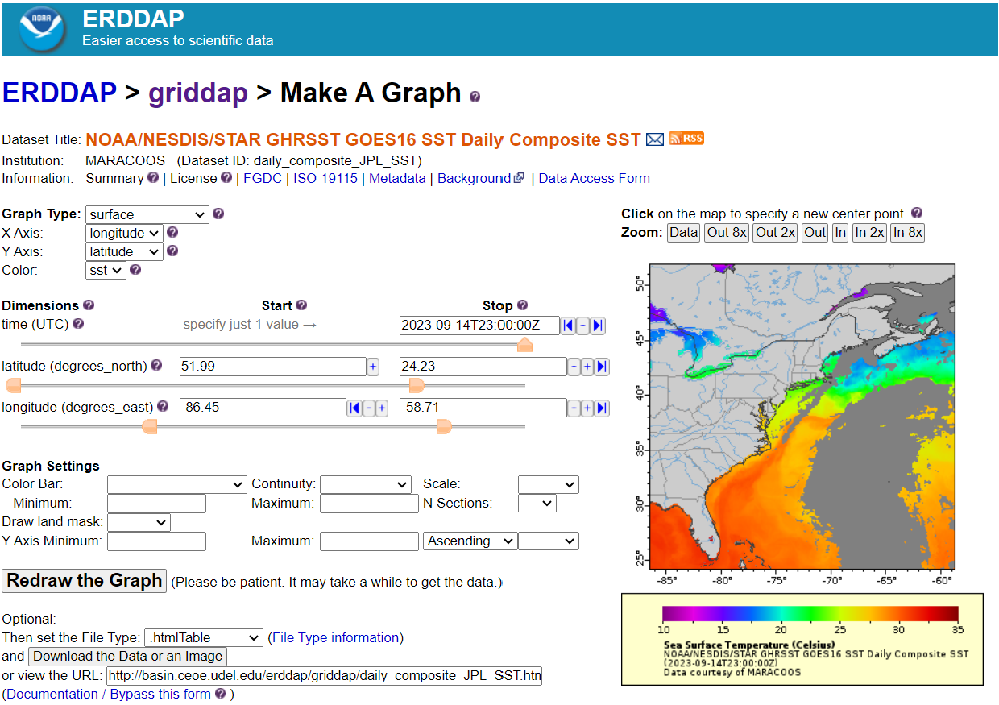 NOAA
ERDDAP
Easier access to scientific data
ERDDAP > griddap > Make A Graph ?
Dataset Title: NOAA/NESDIS/STAR GHRSST GOES16 SST Daily Composite SST RSS
Institution: MARACOOS (Dataset ID: daily_composite_JPL_SST)
Information: Summary ? | License ? | FGDC | ISO 19115 | Metadata | Background | Data Access Form
Graph Type: surface ?
X Axis: longitude ?
Y Axis: latitude ?
Color: sst ?
Dimensions ? Start ? Stop ?
time (UTC) ? specify just 1 value → 2023-09-14T23:00:00Z -
latitude (degrees_north) ? 51.99 + 24.23 - +
longitude (degrees_east) ? -86.45 - + -58.71 - +
Graph Settings
Color Bar: Continuity: Scale:
Minimum: Maximum: N Sections:
Draw land mask:
Y Axis Minimum: Maximum: Ascending
Redraw the Graph (Please be patient. It may take a while to get the data.)
Optional:
Then set the File Type: .htmlTable (File Type information)
and Download the Data or an Image
or view the URL: http://basin.ceoe.udel.edu/erddap/griddap/daily_composite_JPL_SST.htn
(Documentation / Bypass this form ? )
Click on the map to specify a new center point. ?
Zoom: Data Out 8x Out 2x Out In In 2x In 8x
50°
45°
40°
35°
30°
25°
-85° -80° -75° -70° -65° -60°
10 15 20 25 30 35
Sea Surface Temperature (Celsius)
NOAA/NESDIS/STAR GHRSST GOES16 SST Daily Composite SST
(2023-09-14T23:00:00Z)
Data courtesy of MARACOOS